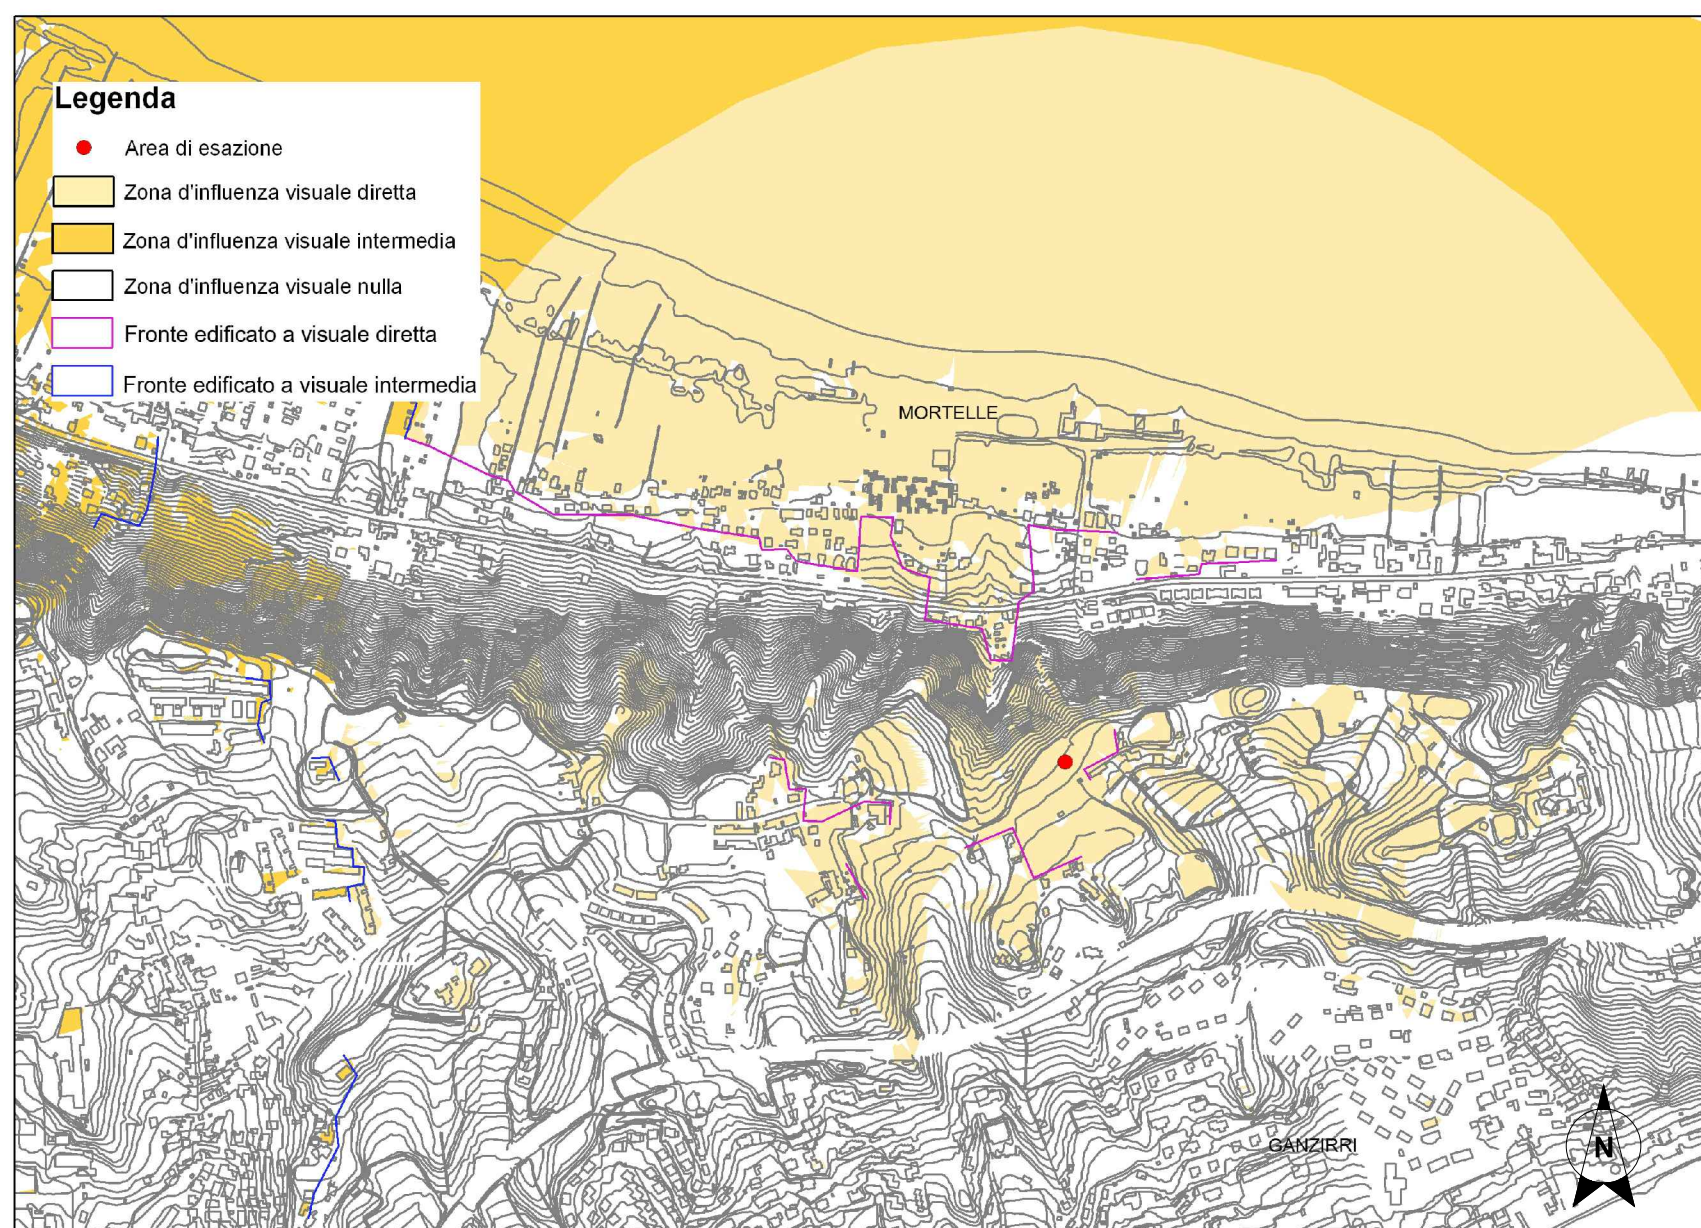 Legenda
Area di esazione
Zona d'influenza visuale diretta
Zona d'influenza visuale intermedia
Zona d'influenza visuale nulla
Fronte edificato a visuale diretta
Fronte edificato a visuale intermedia
MORTELLE
GANZIRRI
N